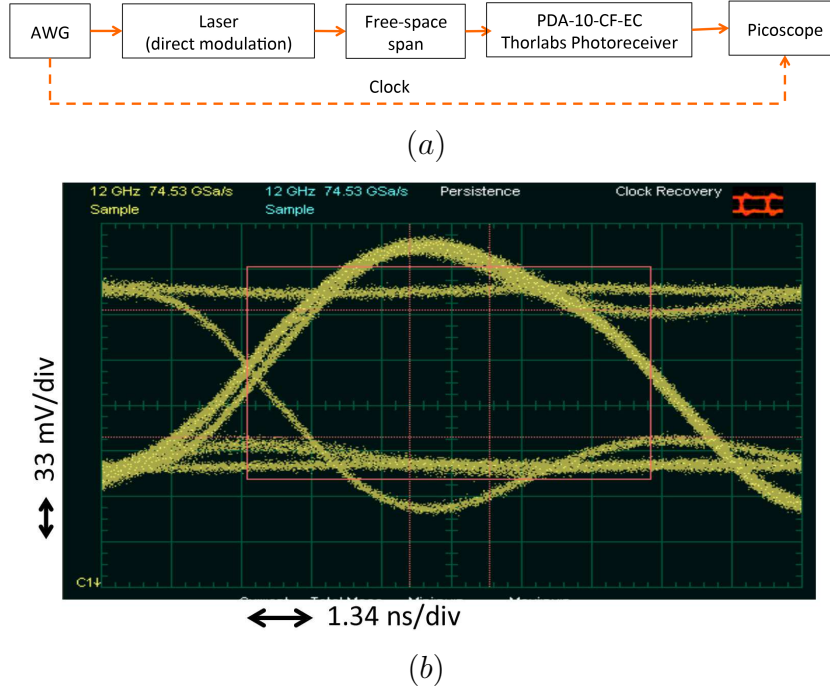 AWG
Laser
(direct modulation)
Free-space
span
PDA-10-CF-EC
Thorlabs Photoreceiver
Picoscope
Clock
(a)
12 GHz 74.53 GSa/s 12 GHz 74.53 GSa/s Persistence Clock Recovery
Sample Sample
33 mV/div
C1
1.34 ns/div
(b)